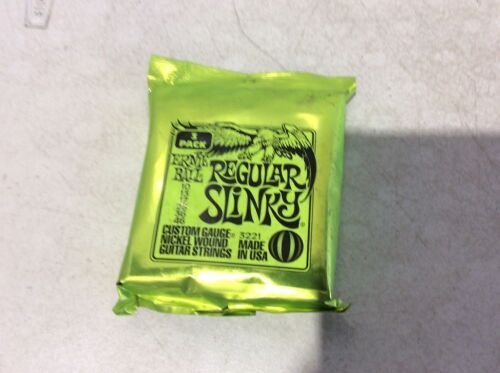 3
PACK
ERNIE
BALL
REGULAR
SLINKY
CUSTOM GAUGE® 3221
NICKEL WOUND MADE
GUITAR STRINGS IN USA